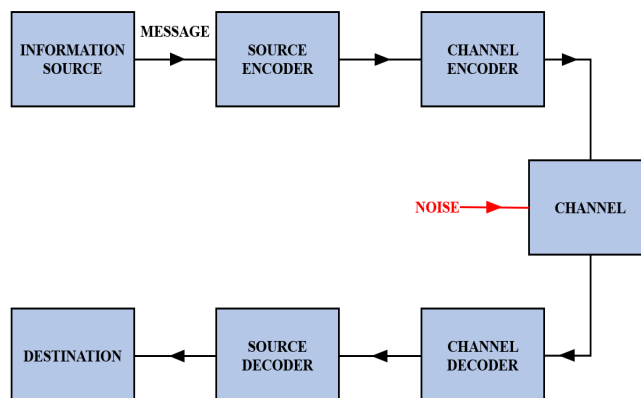 INFORMATION
SOURCE
MESSAGE
SOURCE
ENCODER
CHANNEL
ENCODER
NOISE
CHANNEL
DESTINATION
SOURCE
DECODER
CHANNEL
DECODER